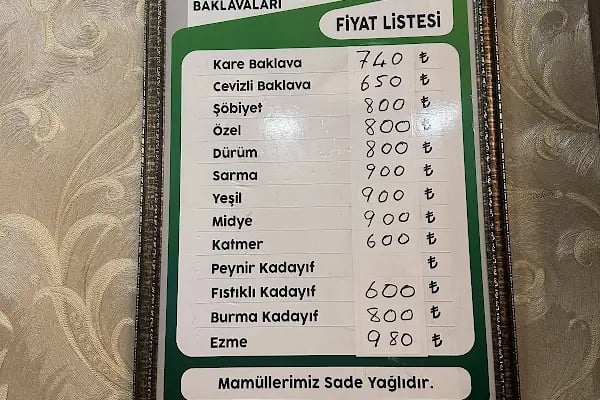 BAKLAVALARI
FİYAT LİSTESİ
Kare Baklava 740 ₺
Cevizli Baklava 650 ₺
Şöbiyet 800 ₺
Özel 800 ₺
Dürüm 800 ₺
Sarma 900 ₺
Yeşil 900 ₺
Midye 900 ₺
Katmer 600 ₺
Peynir Kadayıf ₺
Fıstıklı Kadayıf 600 ₺
Burma Kadayıf 800 ₺
Ezme 980 ₺
Mamüllerimiz Sade Yağlıdır.